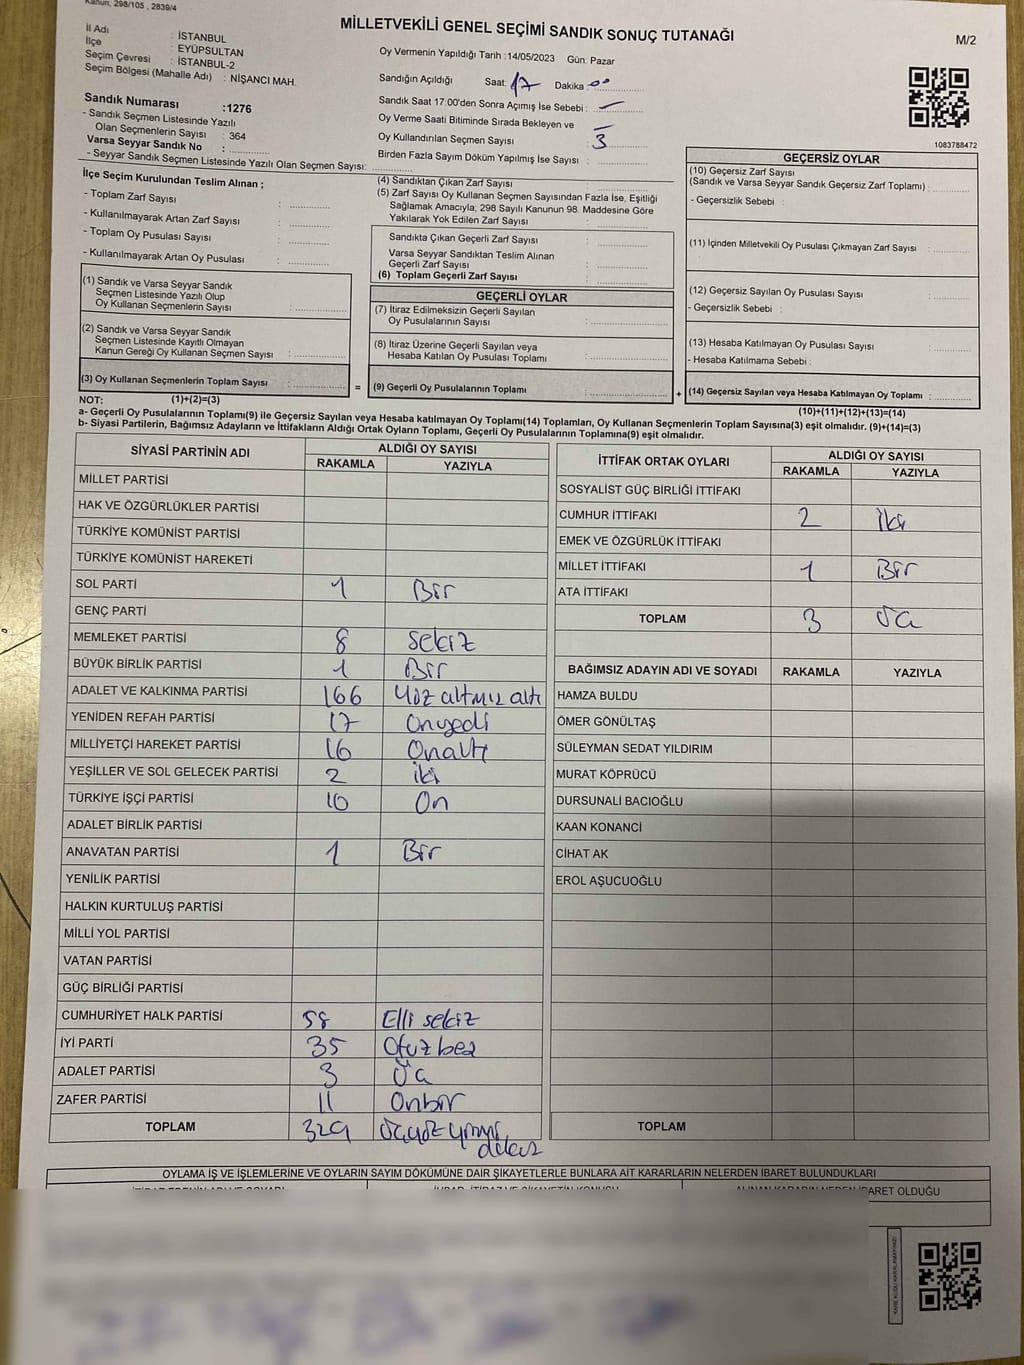 Kanun, 298/105 , 2839/4
MİLLETVEKİLİ GENEL SEÇİMİ SANDIK SONUÇ TUTANAĞI
M/2
İl Adı : İSTANBUL
İlçe : EYÜPSULTAN
Seçim Çevresi : İSTANBUL-2
Seçim Bölgesi (Mahalle Adı) : NİŞANCI MAH.
Sandık Numarası :1276
- Sandık Seçmen Listesinde Yazılı
Olan Seçmenlerin Sayısı : 364
Varsa Seyyar Sandık No :
- Seyyar Sandık Seçmen Listesinde Yazılı Olan Seçmen Sayısı:
Oy Vermenin Yapıldığı Tarih :14/05/2023 Gün: Pazar
Sandığın Açıldığı Saat: 17 Dakika: 00
Sandık Saat 17:00'den Sonra Açımış İse Sebebi : —
Oy Verme Saati Bitiminde Sırada Bekleyen ve —
Oy Kullandırılan Seçmen Sayısı : 3
Birden Fazla Sayım Döküm Yapılmış İse Sayısı :
1083788472
İlçe Seçim Kurulundan Teslim Alınan ;
- Toplam Zarf Sayısı :
- Kullanılmayarak Artan Zarf Sayısı :
- Toplam Oy Pusulası Sayısı :
- Kullanılmayarak Artan Oy Pusulası :
(1) Sandık ve Varsa Seyyar Sandık
Seçmen Listesinde Yazılı Olup
Oy Kullanan Seçmenlerin Sayısı :
(2) Sandık ve Varsa Seyyar Sandık
Seçmen Listesinde Kayıtlı Olmayan
Kanun Gereği Oy Kullanan Seçmen Sayısı :
(3) Oy Kullanan Seçmenlerin Toplam Sayısı :
(4) Sandıktan Çıkan Zarf Sayısı :
(5) Zarf Sayısı Oy Kullanan Seçmen Sayısından Fazla İse, Eşitliği
Sağlamak Amacıyla; 298 Sayılı Kanunun 98. Maddesine Göre
Yakılarak Yok Edilen Zarf Sayısı :
Sandıkta Çıkan Geçerli Zarf Sayısı :
Varsa Seyyar Sandıktan Teslim Alınan
Geçerli Zarf Sayısı :
(6) Toplam Geçerli Zarf Sayısı :
GEÇERLİ OYLAR
(7) İtiraz Edilmeksizin Geçerli Sayılan
Oy Pusulalarının Sayısı :
(8) İtiraz Üzerine Geçerli Sayılan veya
Hesaba Katılan Oy Pusulası Toplamı :
= (9) Geçerli Oy Pusulalarının Toplamı :
GEÇERSİZ OYLAR
(10) Geçersiz Zarf Sayısı
(Sandık ve Varsa Seyyar Sandık Geçersiz Zarf Toplamı) :
- Geçersizlik Sebebi :
(11) İçinden Milletvekili Oy Pusulası Çıkmayan Zarf Sayısı :
(12) Geçersiz Sayılan Oy Pusulası Sayısı :
- Geçersizlik Sebebi :
(13) Hesaba Katılmayan Oy Pusulası Sayısı :
- Hesaba Katılmama Sebebi :
+ (14) Geçersiz Sayılan veya Hesaba Katılmayan Oy Toplamı :
NOT: (1)+(2)=(3)
(10)+(11)+(12)+(13)=(14)
a- Geçerli Oy Pusulalarının Toplamı(9) ile Geçersiz Sayılan veya Hesaba katılmayan Oy Toplamı(14) Toplamları, Oy Kullanan Seçmenlerin Toplam Sayısına(3) eşit olmalıdır. (9)+(14)=(3)
b- Siyasi Partilerin, Bağımsız Adayların ve İttifakların Aldığı Ortak Oyların Toplamı, Geçerli Oy Pusulalarının Toplamına(9) eşit olmalıdır.
SİYASİ PARTİNİN ADI ALDIĞI OY SAYISI
RAKAMLA YAZIYLA
MİLLET PARTİSİ
HAK VE ÖZGÜRLÜKLER PARTİSİ
TÜRKİYE KOMÜNİST PARTİSİ
TÜRKİYE KOMÜNİST HAREKETİ
SOL PARTİ 1 Bir
GENÇ PARTİ
MEMLEKET PARTİSİ 8 sekiz
BÜYÜK BİRLİK PARTİSİ 1 Bir
ADALET VE KALKINMA PARTİSİ 166 Yüz altmış altı
YENİDEN REFAH PARTİSİ 17 Onyedi
MİLLİYETÇİ HAREKET PARTİSİ 16 Onaltı
YEŞİLLER VE SOL GELECEK PARTİSİ 2 iki
TÜRKİYE İŞÇİ PARTİSİ 10 On
ADALET BİRLİK PARTİSİ
ANAVATAN PARTİSİ 1 Bir
YENİLİK PARTİSİ
HALKIN KURTULUŞ PARTİSİ
MİLLİ YOL PARTİSİ
VATAN PARTİSİ
GÜÇ BİRLİĞİ PARTİSİ
CUMHURİYET HALK PARTİSİ 58 Elli sekiz
İYİ PARTİ 35 Otuz beş
ADALET PARTİSİ 3 Üç
ZAFER PARTİSİ 11 Onbir
TOPLAM 329 üçyüz yirmi
dokuz
İTTİFAK ORTAK OYLARI ALDIĞI OY SAYISI
RAKAMLA YAZIYLA
SOSYALİST GÜÇ BİRLİĞİ İTTİFAKI
CUMHUR İTTİFAKI 2 iki
EMEK VE ÖZGÜRLÜK İTTİFAKI
MİLLET İTTİFAKI 1 Bir
ATA İTTİFAKI
TOPLAM 3 Üç
BAĞIMSIZ ADAYIN ADI VE SOYADI RAKAMLA YAZIYLA
HAMZA BULDU
ÖMER GÖNÜLTAŞ
SÜLEYMAN SEDAT YILDIRIM
MURAT KÖPRÜCÜ
DURSUNALİ BACIOĞLU
KAAN KONANCİ
CİHAT AK
EROL AŞUCUOĞLU
TOPLAM
OYLAMA İŞ VE İŞLEMLERİNE VE OYLARIN SAYIM DÖKÜMÜNE DAİR ŞİKAYETLERLE BUNLARA AİT KARARLARIN NELERDEN İBARET BULUNDUKLARI
ALINAN KARARIN NEDEN İBARET OLDUĞU